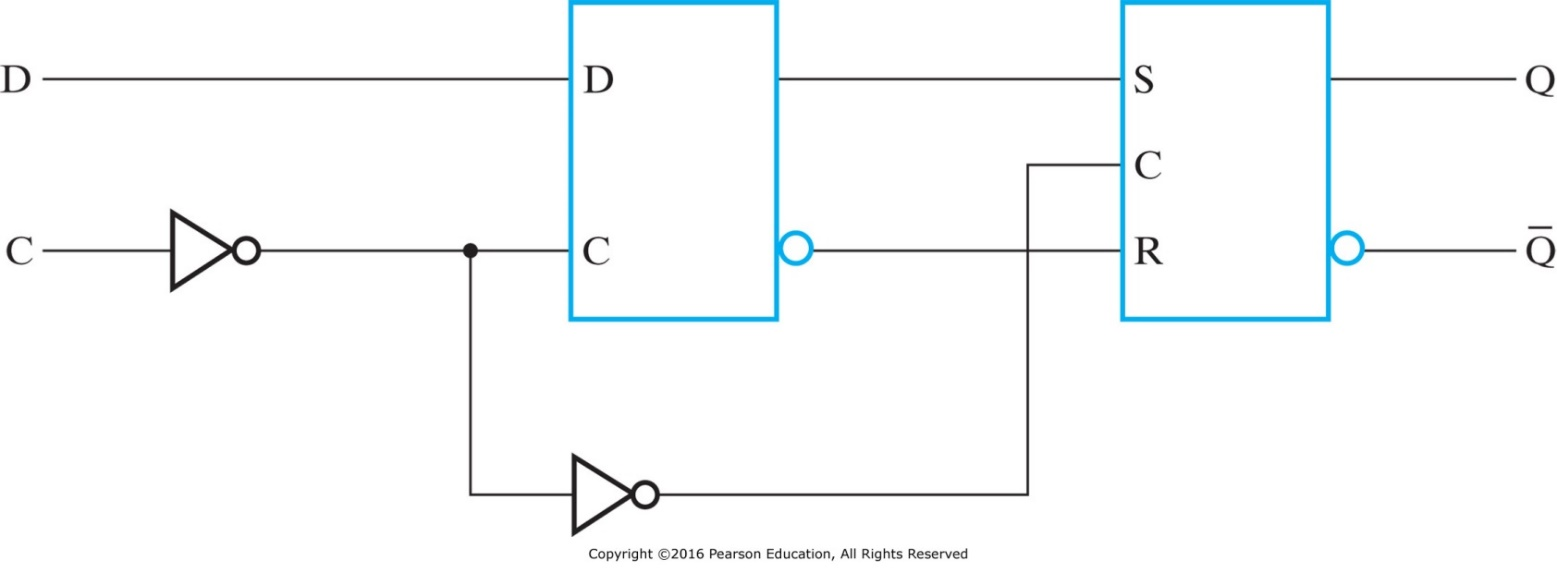 D
D
S
Q
C
C
C
R
Q̄
Copyright ©2016 Pearson Education, All Rights Reserved